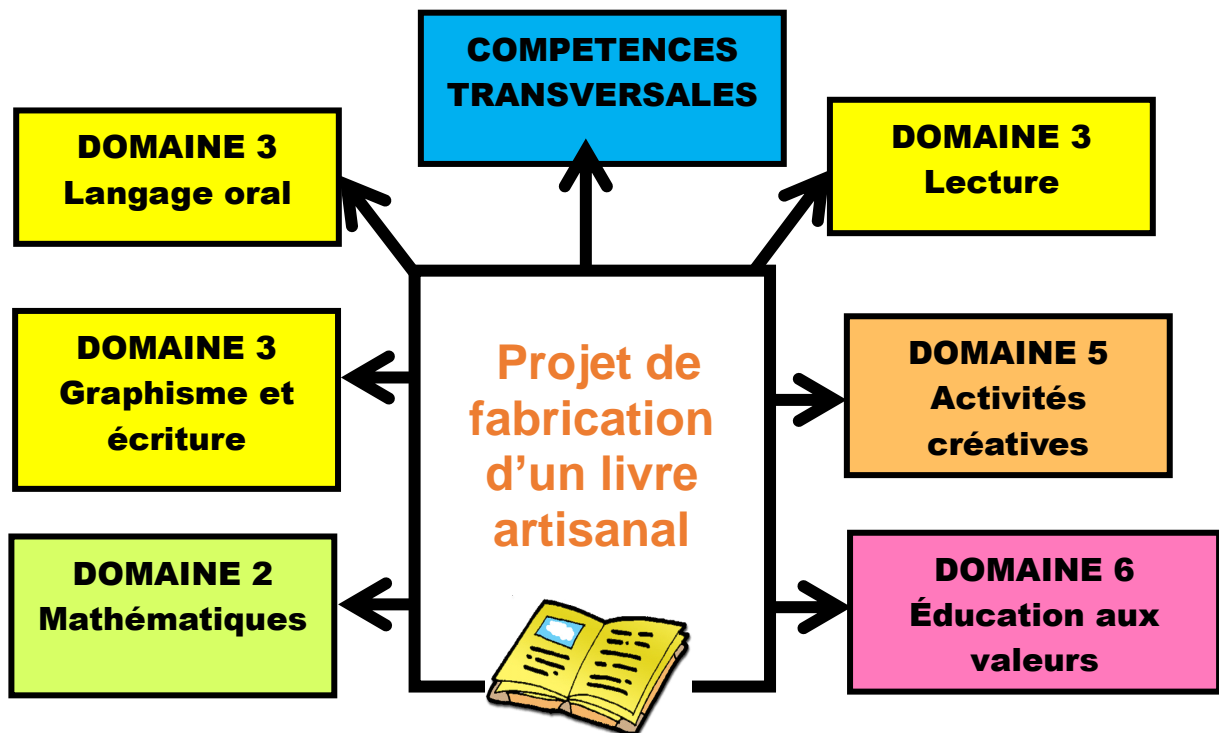 COMPETENCES
TRANSVERSALES
DOMAINE 3
Langage oral
DOMAINE 3
Lecture
DOMAINE 3
Graphisme et
écriture
Projet de
fabrication
d'un livre
artisanal
DOMAINE 5
Activités
créatives
DOMAINE 2
Mathématiques
DOMAINE 6
Éducation aux
valeurs